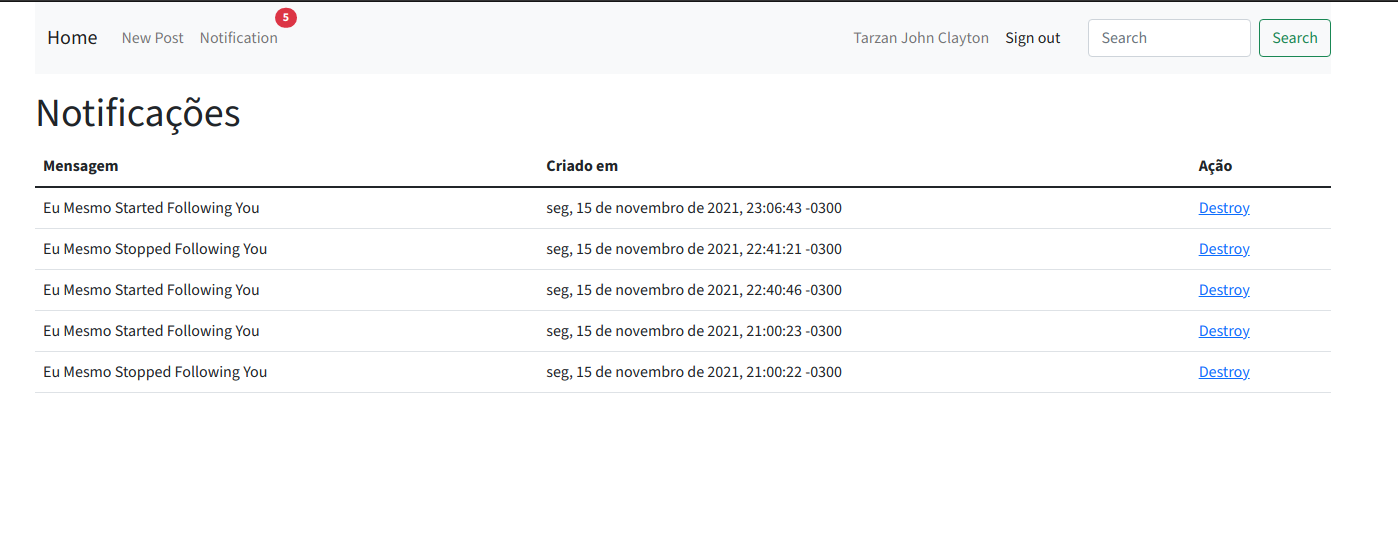 5
Home New Post Notification Tarzan John Clayton Sign out Search Search
Notificações
Mensagem Criado em Ação
Eu Mesmo Started Following You seg, 15 de novembro de 2021, 23:06:43 -0300 Destroy
Eu Mesmo Stopped Following You seg, 15 de novembro de 2021, 22:41:21 -0300 Destroy
Eu Mesmo Started Following You seg, 15 de novembro de 2021, 22:40:46 -0300 Destroy
Eu Mesmo Started Following You seg, 15 de novembro de 2021, 21:00:23 -0300 Destroy
Eu Mesmo Stopped Following You seg, 15 de novembro de 2021, 21:00:22 -0300 Destroy